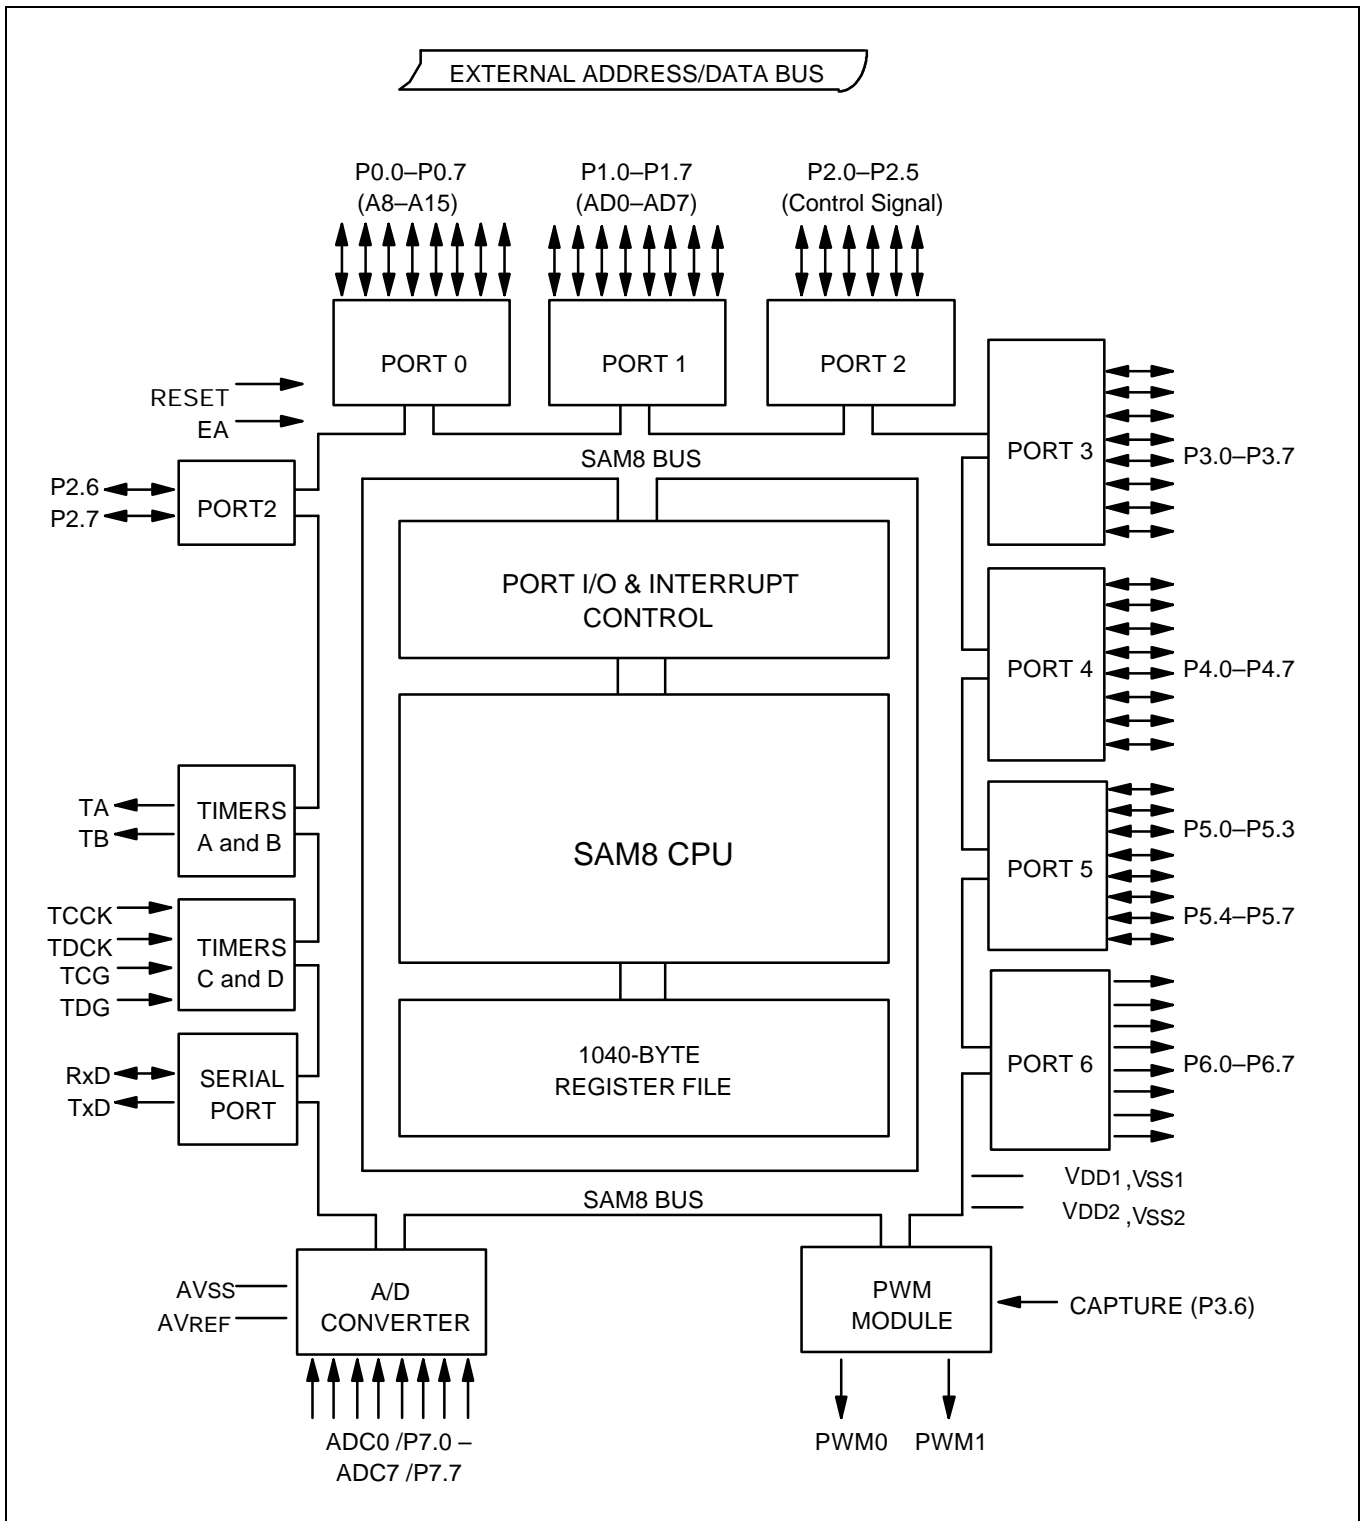 EXTERNAL ADDRESS/DATA BUS
P0.0–P0.7
(A8–A15)
P1.0–P1.7
(AD0–AD7)
P2.0–P2.5
(Control Signal)
PORT 0
PORT 1
PORT 2
RESET
EA
SAM8 BUS
PORT 3
P3.0–P3.7
P2.6
P2.7
PORT2
PORT I/O & INTERRUPT
CONTROL
PORT 4
P4.0–P4.7
TA
TB
TIMERS
A and B
SAM8 CPU
PORT 5
P5.0–P5.3
P5.4–P5.7
TCCK
TDCK
TCG
TDG
TIMERS
C and D
1040-BYTE
REGISTER FILE
PORT 6
P6.0–P6.7
RxD
TxD
SERIAL
PORT
VDD1 ,VSS1
VDD2 ,VSS2
SAM8 BUS
AVSS
AVREF
A/D
CONVERTER
PWM
MODULE
CAPTURE (P3.6)
ADC0 /P7.0 –
ADC7 /P7.7
PWM0
PWM1